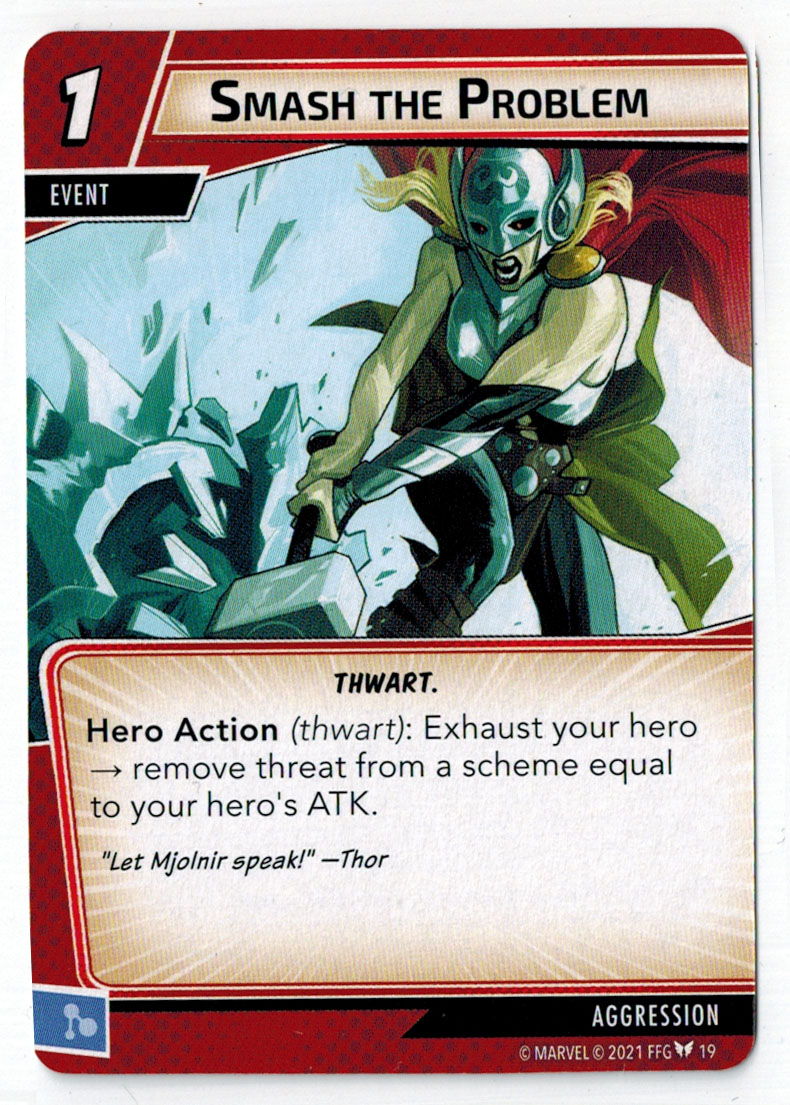 1
SMASH THE PROBLEM
EVENT
THWART.
Hero Action (thwart): Exhaust your hero
→ remove threat from a scheme equal
to your hero's ATK.
"Let Mjolnir speak!" —Thor
AGGRESSION
© MARVEL © 2021 FFG 19